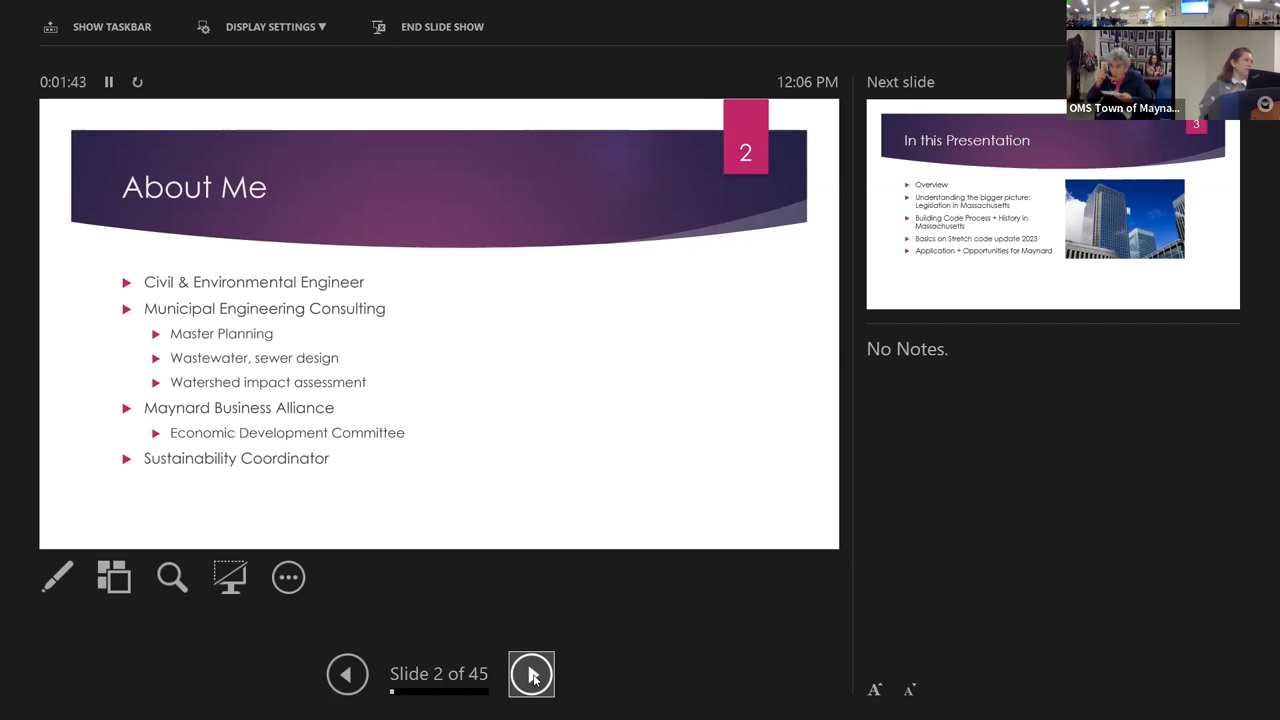 SHOW TASKBAR
DISPLAY SETTINGS ▼
END SLIDE SHOW
0:01:43
12:06 PM
Next slide
OMS Town of Mayna...
2
About Me
Civil & Environmental Engineer
Municipal Engineering Consulting
Master Planning
Wastewater, sewer design
Watershed impact assessment
Maynard Business Alliance
Economic Development Committee
Sustainability Coordinator
3
In this Presentation
Overview
Understanding the bigger picture:
Legislation in Massachusetts
Building Code Process + History in
Massachusetts
Basics on Stretch code update 2023
Application + Opportunities for Maynard
No Notes.
Slide 2 of 45
A A